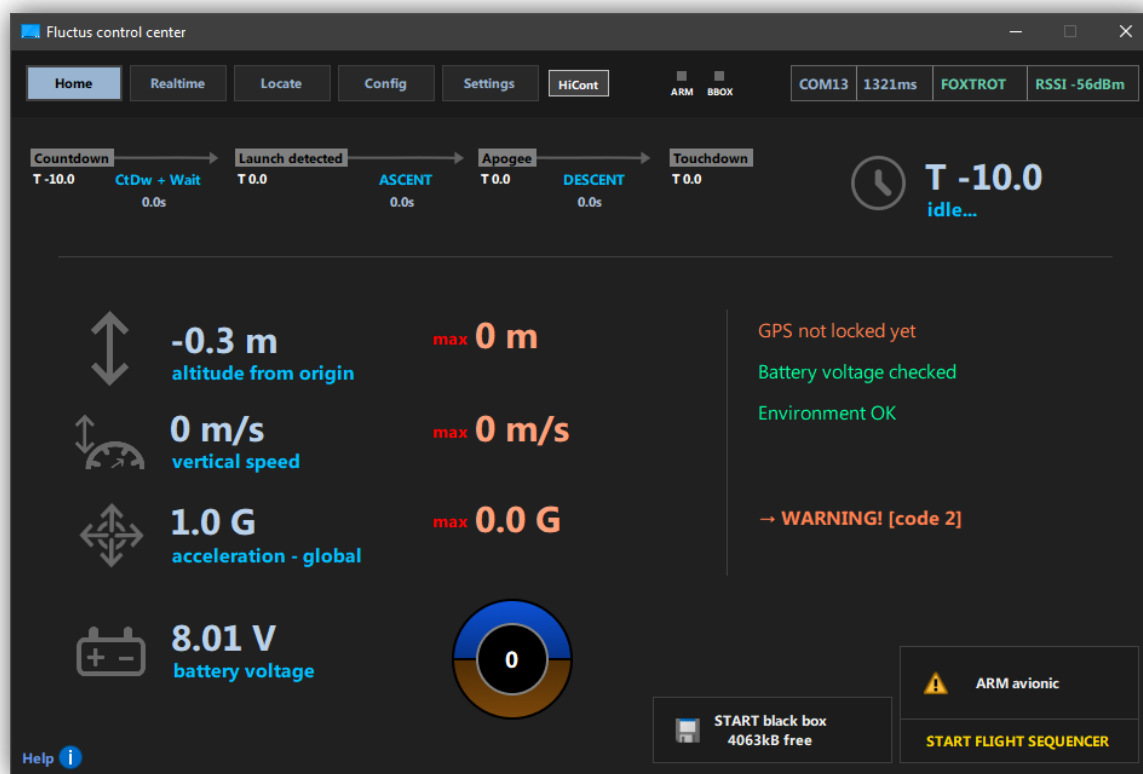 Fluctus control center
Home Realtime Locate Config Settings HiCont ARM BBOX COM13 1321ms FOXTROT RSSI -56dBm
Countdown Launch detected Apogee Touchdown
T -10.0 CtDw + Wait T 0.0 ASCENT T 0.0 DESCENT T 0.0
0.0s 0.0s 0.0s
T -10.0
idle...
-0.3 m max 0 m
altitude from origin
0 m/s max 0 m/s
vertical speed
1.0 G max 0.0 G
acceleration - global
8.01 V
battery voltage
0
GPS not locked yet
Battery voltage checked
Environment OK
→ WARNING! [code 2]
ARM avionic
START black box
4063kB free
START FLIGHT SEQUENCER
Help i